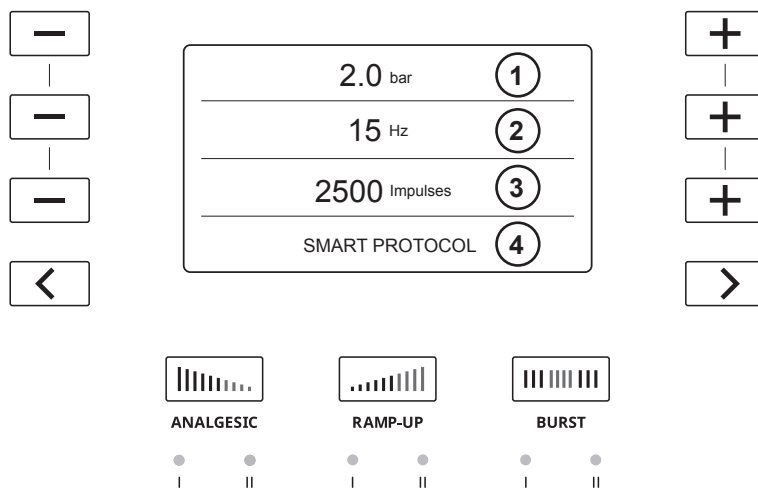 2.0 bar 1
15 Hz 2
2500 Impulses 3
SMART PROTOCOL 4
ANALGESIC RAMP-UP BURST
I II I II I II